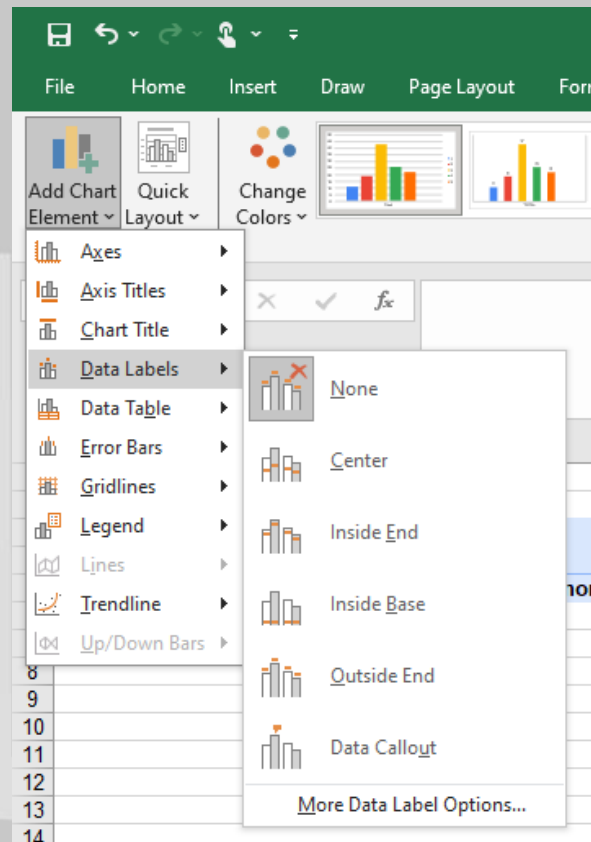 File Home Insert Draw Page Layout Forr
Add Chart Element
Quick Layout
Change Colors
Axes
Axis Titles
fx
Chart Title
Data Labels
Data Table
Error Bars
Gridlines
Legend
Lines
Trendline
Up/Down Bars
None
Center
Inside End
Inside Base
Outside End
Data Callout
More Data Label Options...
8
9
10
11
12
13
14